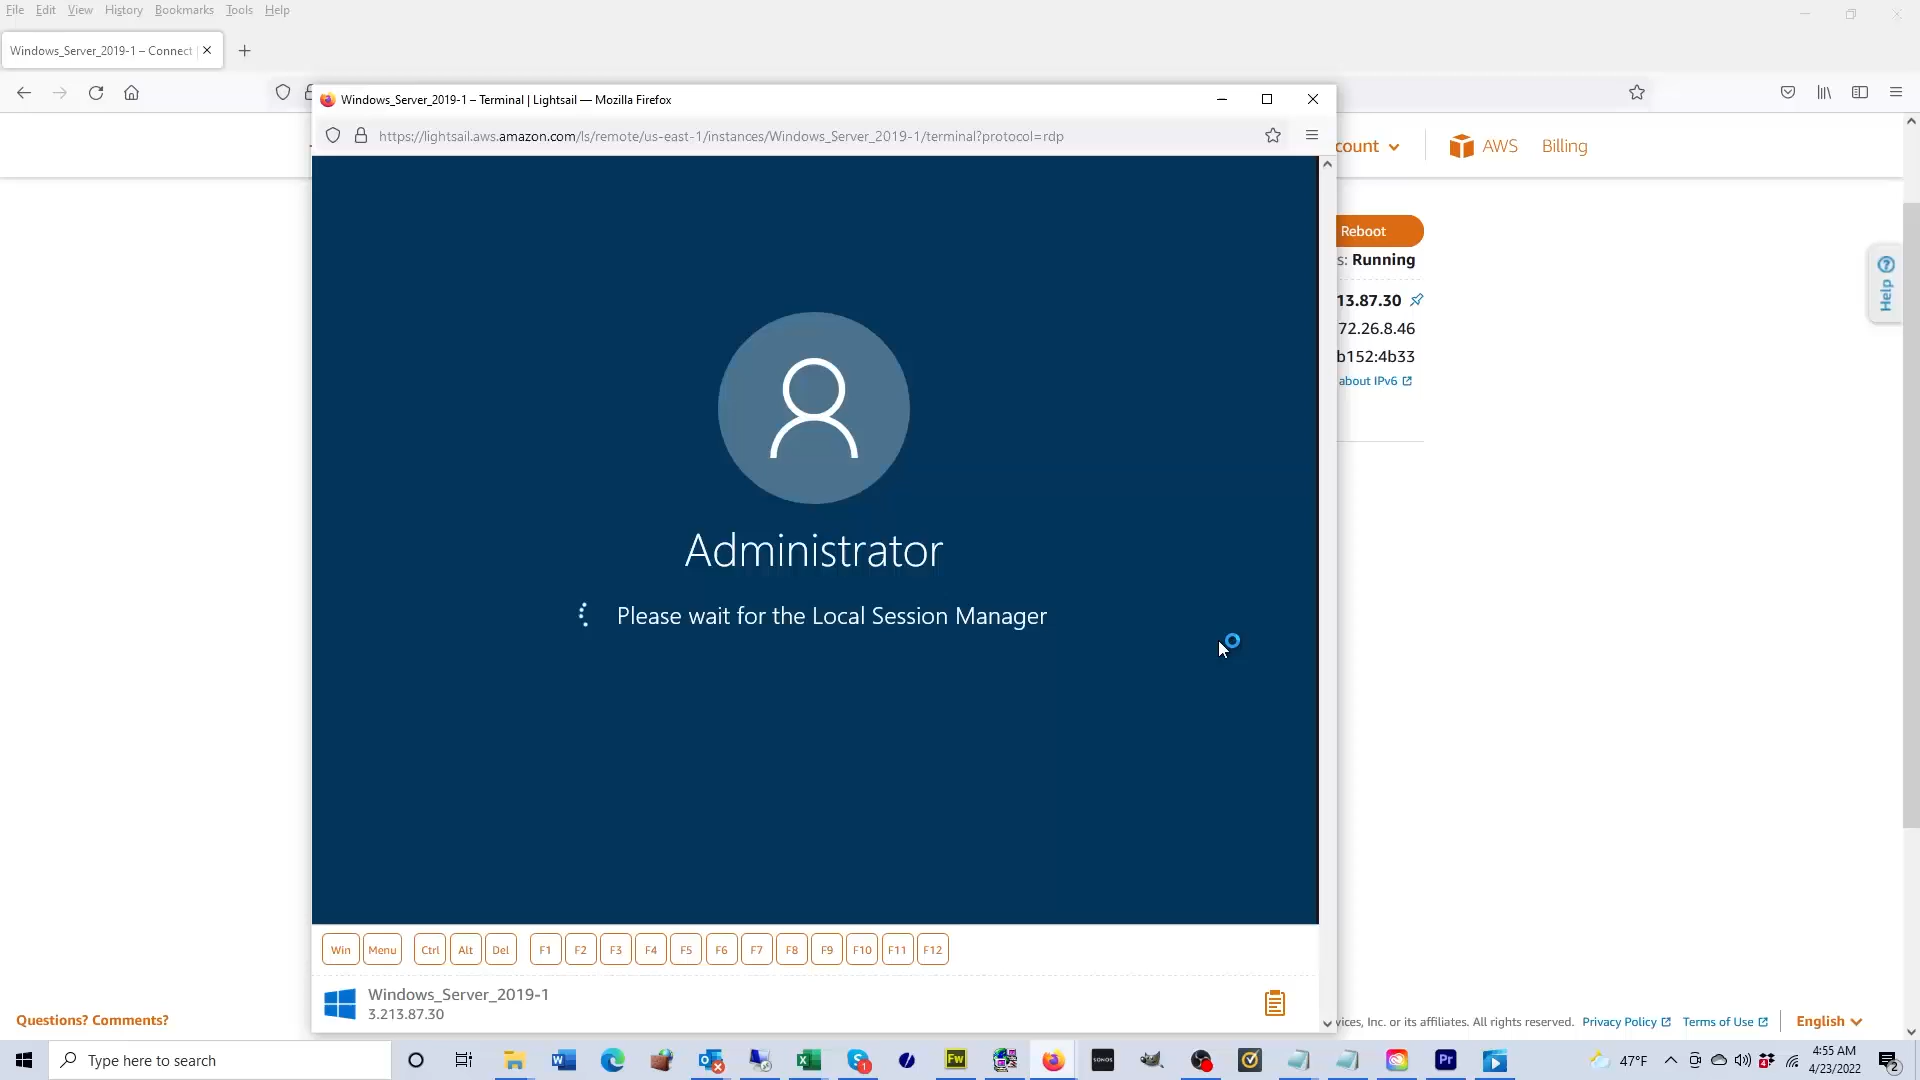 File Edit View History Bookmarks Tools Help
Windows_Server_2019-1 – Connect
Windows_Server_2019-1 – Terminal | Lightsail — Mozilla Firefox
https://lightsail.aws.amazon.com/ls/remote/us-east-1/instances/Windows_Server_2019-1/terminal?protocol=rdp
count AWS Billing
Reboot
s: Running
13.87.30
72.26.8.46
b152:4b33
about IPv6
Help
Administrator
Please wait for the Local Session Manager
Win Menu Ctrl Alt Del F1 F2 F3 F4 F5 F6 F7 F8 F9 F10 F11 F12
Windows_Server_2019-1
3.213.87.30
Questions? Comments?
vices, Inc. or its affiliates. All rights reserved. Privacy Policy Terms of Use English
Type here to search
Fw
SONOS
Pr
47°F
4:55 AM
4/23/2022
2